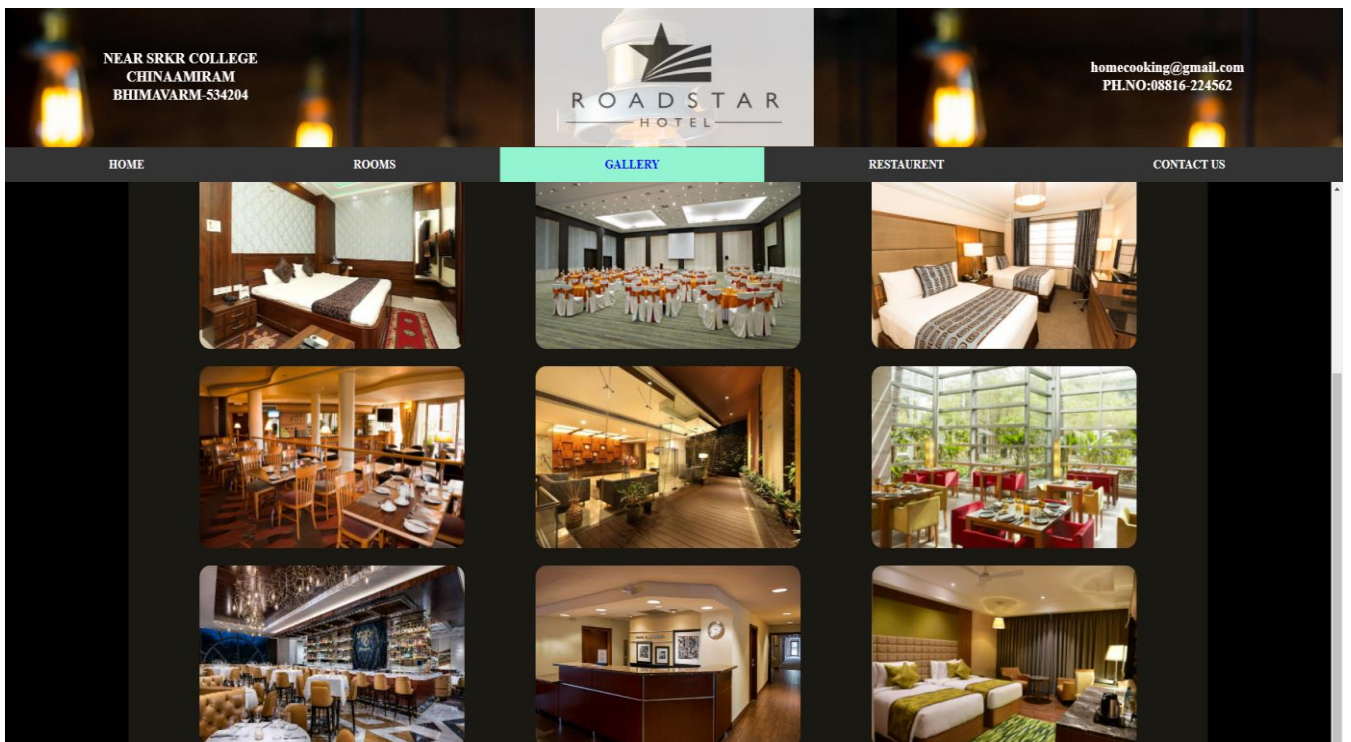 NEAR SRKR COLLEGE
CHINAAMIRAM
BHIMAVARM-534204
ROADSTAR
HOTEL
homecooking@gmail.com
PH.NO:08816-224562
HOME ROOMS GALLERY RESTAURENT CONTACT US